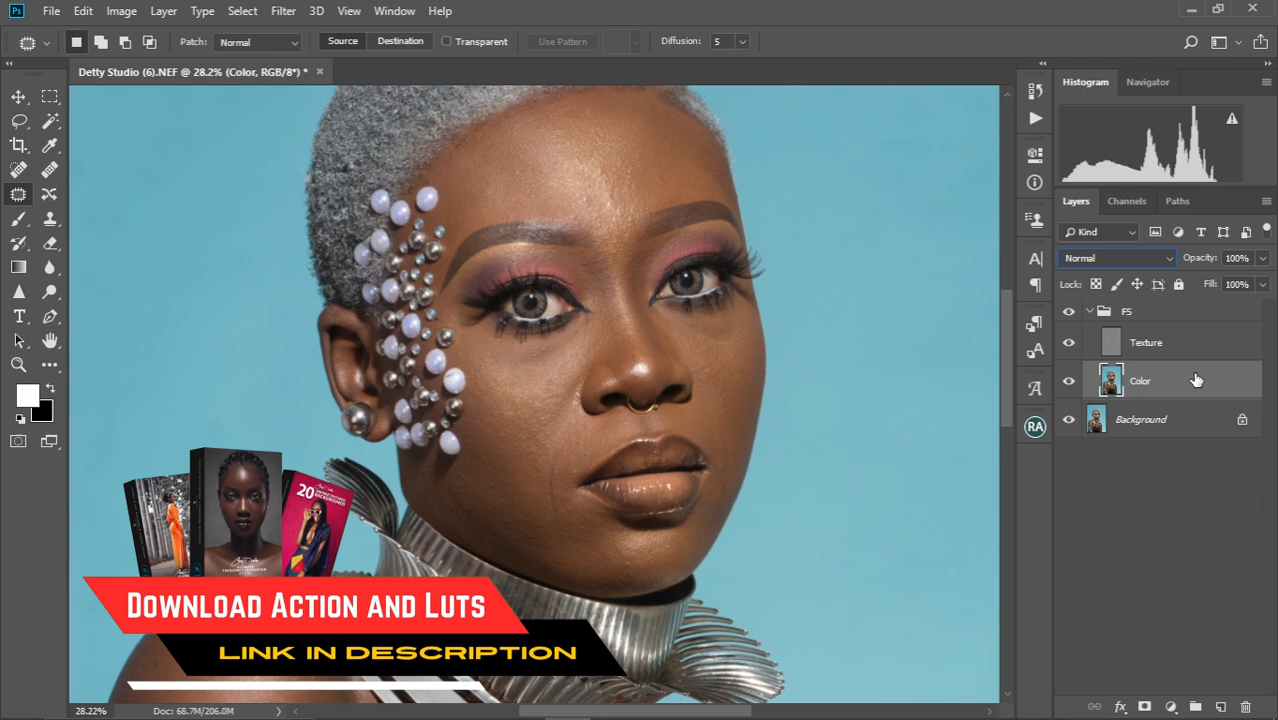 Ps File Edit Image Layer Type Select Filter 3D View Window Help
Patch: Normal Source Destination Transparent Use Pattern Diffusion: 5
Detty Studio (6).NEF @ 28.2% (Color, RGB/8*) * ×
Histogram Navigator
Layers Channels Paths
Kind
Normal Opacity: 100%
Lock: Fill: 100%
FS
Texture
Color
Background
RA
20
Download Action and Luts
LINK IN DESCRIPTION
28.22% Doc: 68.7M/206.0M